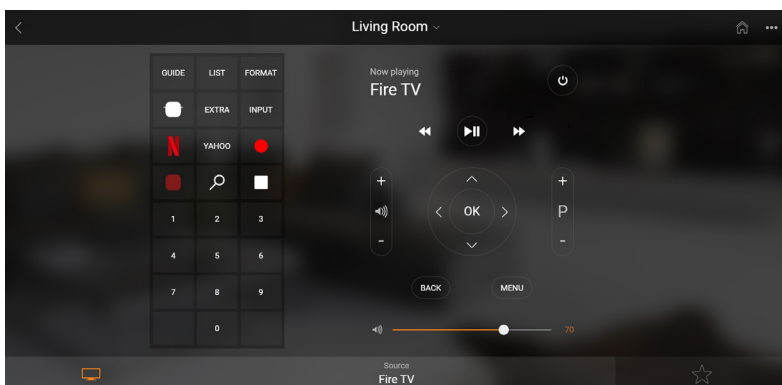 Living Room
GUIDE LIST FORMAT
EXTRA INPUT
N YAHOO
1 2 3
4 5 6
7 8 9
0
Now playing
Fire TV
+ +
OK
P
- -
BACK MENU
70
Source
Fire TV